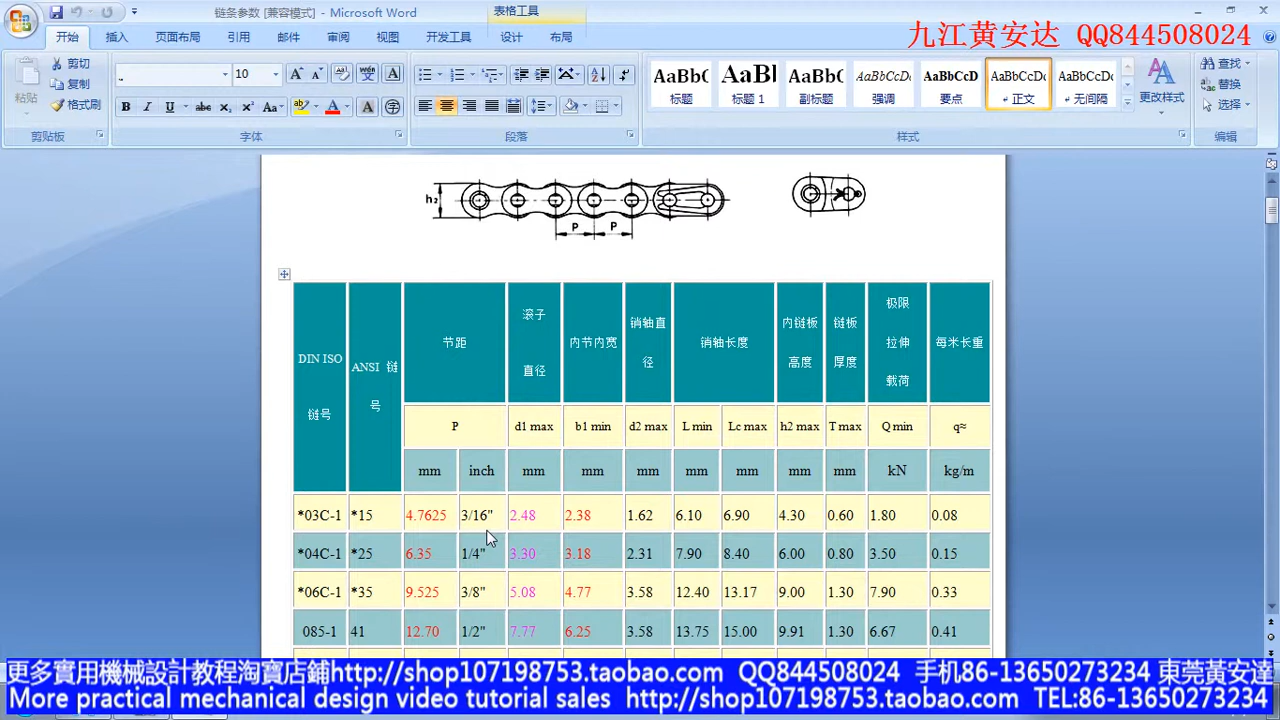 链条参数 [兼容模式] - Microsoft Word
表格工具
九江黄安达 QQ844508024
开始 插入 页面布局 引用 邮件 审阅 视图 开发工具 设计 布局
粘贴
剪切
复制
格式刷
剪贴板
10
B I U abc x₂ x² Aa
字体
段落
AaBbC 标题
AaBbl 标题 1
AaBbC 副标题
AaBbCcDc 强调
AaBbCcD 要点
AaBbCcDc 正文
AaBbCcDc 无间隔
更改样式
样式
查找
替换
选择
编辑
h₂
P P
DIN ISO 链号
ANSI 链号
节距
滚子直径
内节内宽
销轴直径
销轴长度
内链板高度
链板厚度
极限拉伸载荷
每米长重
P d1 max b1 min d2 max L min Lc max h2 max T max Q min q≈
mm inch mm mm mm mm mm mm mm kN kg/m
*03C-1 *15 4.7625 3/16" 2.48 2.38 1.62 6.10 6.90 4.30 0.60 1.80 0.08
*04C-1 *25 6.35 1/4" 3.30 3.18 2.31 7.90 8.40 6.00 0.80 3.50 0.15
*06C-1 *35 9.525 3/8" 5.08 4.77 3.58 12.40 13.17 9.00 1.30 7.90 0.33
085-1 41 12.70 1/2" 7.77 6.25 3.58 13.75 15.00 9.91 1.30 6.67 0.41
更多實用機械設計教程淘寶店鋪http://shop107198753.taobao.com QQ844508024 手机86-13650273234 東莞黃安達
More practical mechanical design video tutorial sales http://shop107198753.taobao.com TEL:86-13650273234